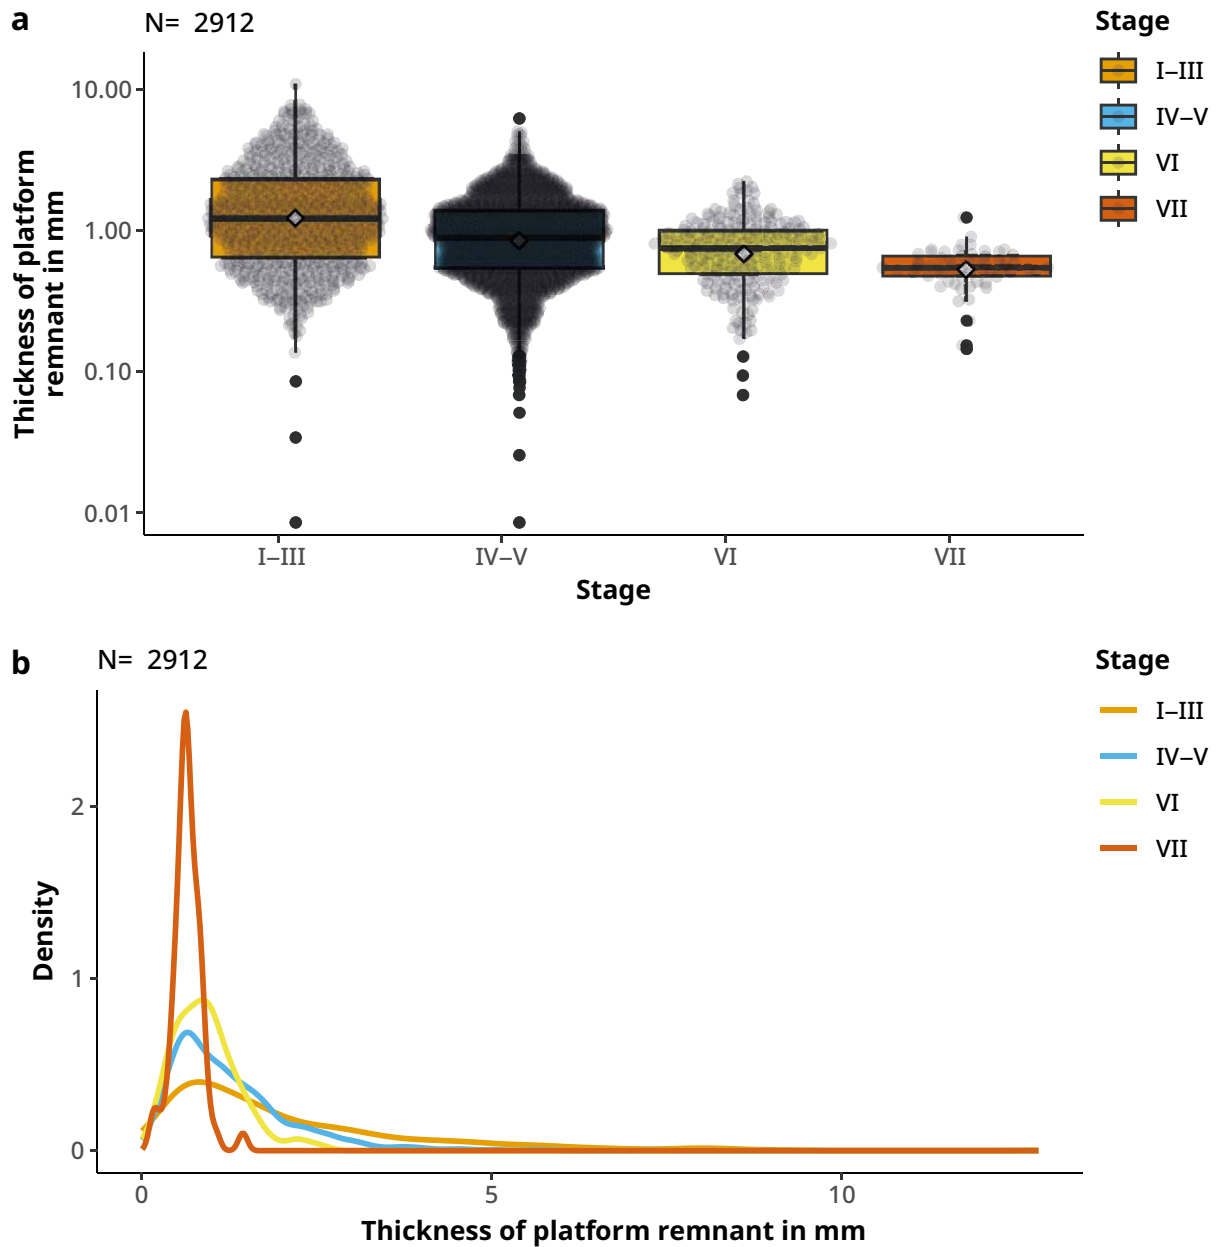 a
N= 2912
Stage
I–III
IV–V
VI
VII
Thickness of platform
remnant in mm
10.00
1.00
0.10
0.01
I–III
IV–V
VI
VII
Stage
b
N= 2912
Stage
I–III
IV–V
VI
VII
Density
2
1
0
0
5
10
Thickness of platform remnant in mm